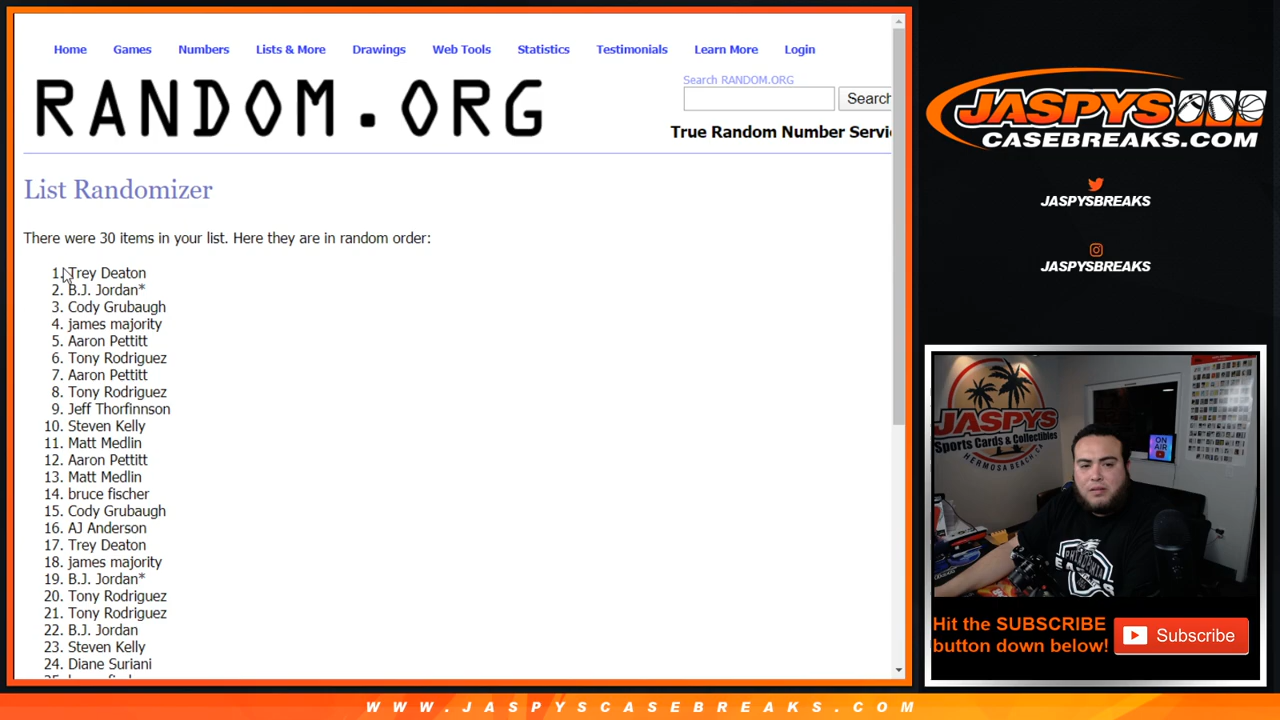 Home Games Numbers Lists & More Drawings Web Tools Statistics Testimonials Learn More Login
RANDOM.ORG
Search RANDOM.ORG
Search
True Random Number Servi
List Randomizer
There were 30 items in your list. Here they are in random order:
1. Trey Deaton
2. B.J. Jordan*
3. Cody Grubaugh
4. james majority
5. Aaron Pettitt
6. Tony Rodriguez
7. Aaron Pettitt
8. Tony Rodriguez
9. Jeff Thorfinnson
10. Steven Kelly
11. Matt Medlin
12. Aaron Pettitt
13. Matt Medlin
14. bruce fischer
15. Cody Grubaugh
16. AJ Anderson
17. Trey Deaton
18. james majority
19. B.J. Jordan*
20. Tony Rodriguez
21. Tony Rodriguez
22. B.J. Jordan
23. Steven Kelly
24. Diane Suriani
JASPYS
CASEBREAKS.COM
JASPYSBREAKS
JASPYSBREAKS
JASPYS
Sports Cards & Collectibles
HERMOSA BEACH, CA
ON
AIR
Hit the SUBSCRIBE
button down below!
Subscribe
WWW.JASPYSCASEBREAKS.COM